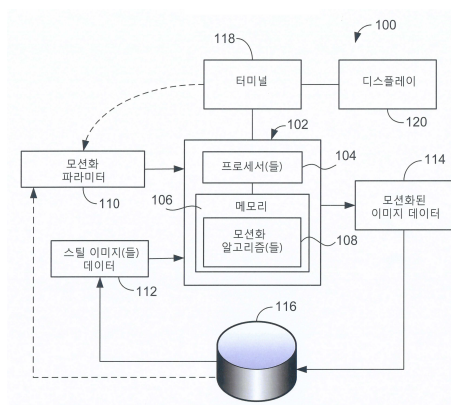 118
100
터미널
디스플레이
120
102
프로세서(들)
104
모션화
파라미터
110
106
메모리
모션화
알고리즘(들)
108
114
모션화된
이미지 데이터
스틸 이미지(들)
데이터
112
116